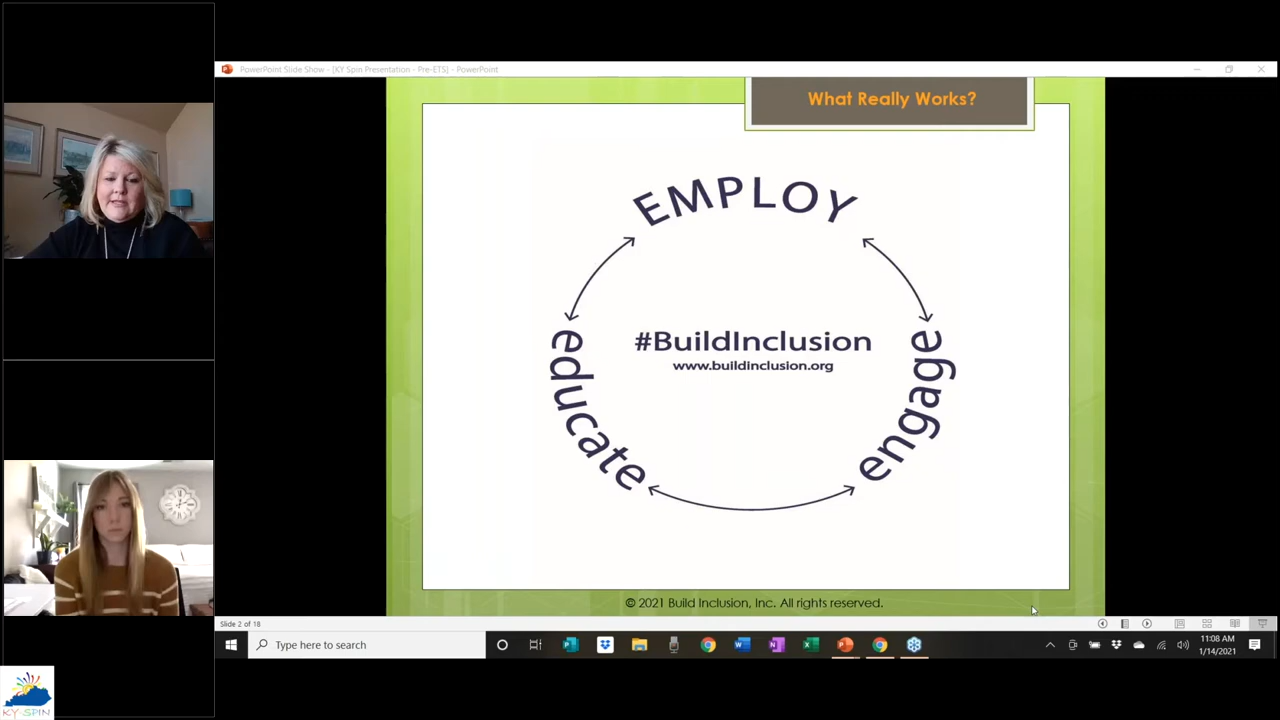 PowerPoint Slide Show - [KY Spin Presentation - Pre-ETS] - PowerPoint
What Really Works?
EMPLOY
#BuildInclusion
www.buildinclusion.org
educate
engage
© 2021 Build Inclusion, Inc. All rights reserved.
Slide 2 of 18
Type here to search
11:08 AM
1/14/2021
KY-SPIN